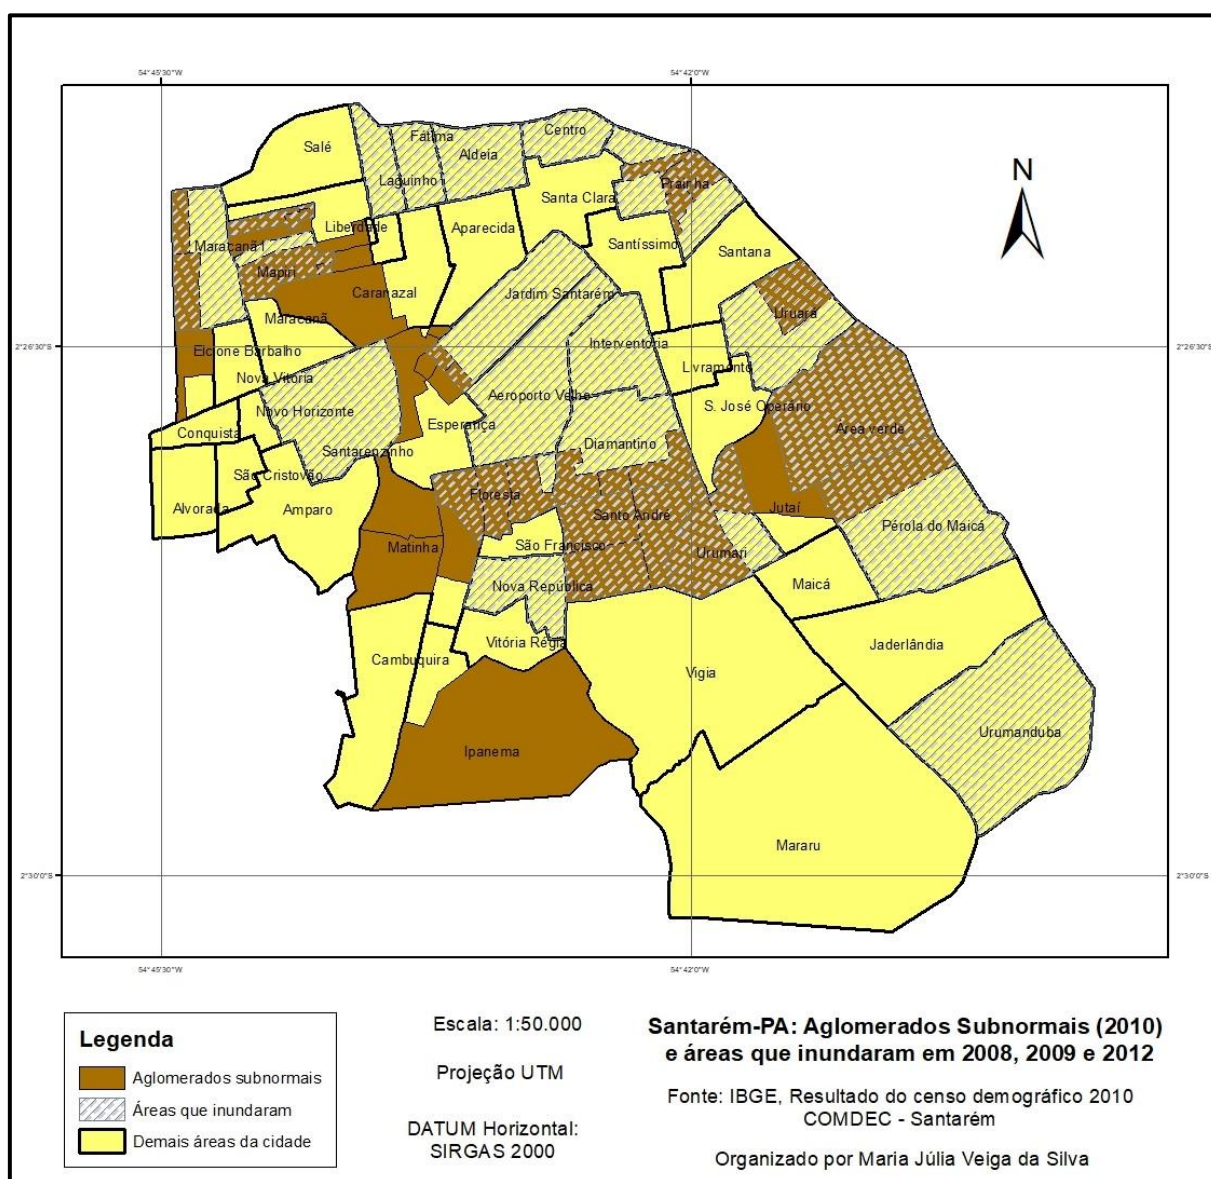 54°45'30"W
54°42'0"W
Salé
Fátima
Centro
Aldeia
Laguinho
Prainha
Santa Clara
Liberdade
Aparecida
Maracanã I
Santíssimo
Santana
Mapiri
Caranazal
Jardim Santarém
Uruará
Maracanã
Interventoria
2°26'30"S
2°26'30"S
Elcione Barbalho
Livramento
Nova Vitória
Aeroporto Velho
S. José Operário
Novo Horizonte
Esperança
Área verde
Conquista
Diamantino
Santarenzinho
São Cristovão
Floresta
Alvorada
Amparo
Santo André
Jutaí
Pérola do Maicá
Matinha
São Francisco
Urumari
Nova República
Maicá
Vitória Régia
Jaderlândia
Cambuquira
Vigia
Urumanduba
Ipanema
Mararu
2°30'0"S
2°30'0"S
54°45'30"W
54°42'0"W
N
Legenda
Aglomerados subnormais
Áreas que inundaram
Demais áreas da cidade
Escala: 1:50.000
Projeção UTM
DATUM Horizontal:
SIRGAS 2000
Santarém-PA: Aglomerados Subnormais (2010)
e áreas que inundaram em 2008, 2009 e 2012
Fonte: IBGE, Resultado do censo demográfico 2010
COMDEC - Santarém
Organizado por Maria Júlia Veiga da Silva